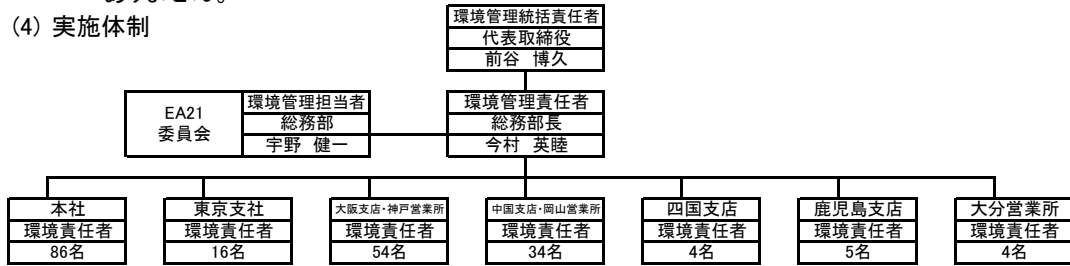 ありません。
(4) 実施体制
環境管理統括責任者
代表取締役
前谷 博久
EA21
委員会
環境管理担当者
総務部
宇野 健一
環境管理責任者
総務部長
今村 英睦
本社
環境責任者
86名
東京支社
環境責任者
16名
大阪支店・神戸営業所
環境責任者
54名
中国支店・岡山営業所
環境責任者
34名
四国支店
環境責任者
4名
鹿児島支店
環境責任者
5名
大分営業所
環境責任者
4名